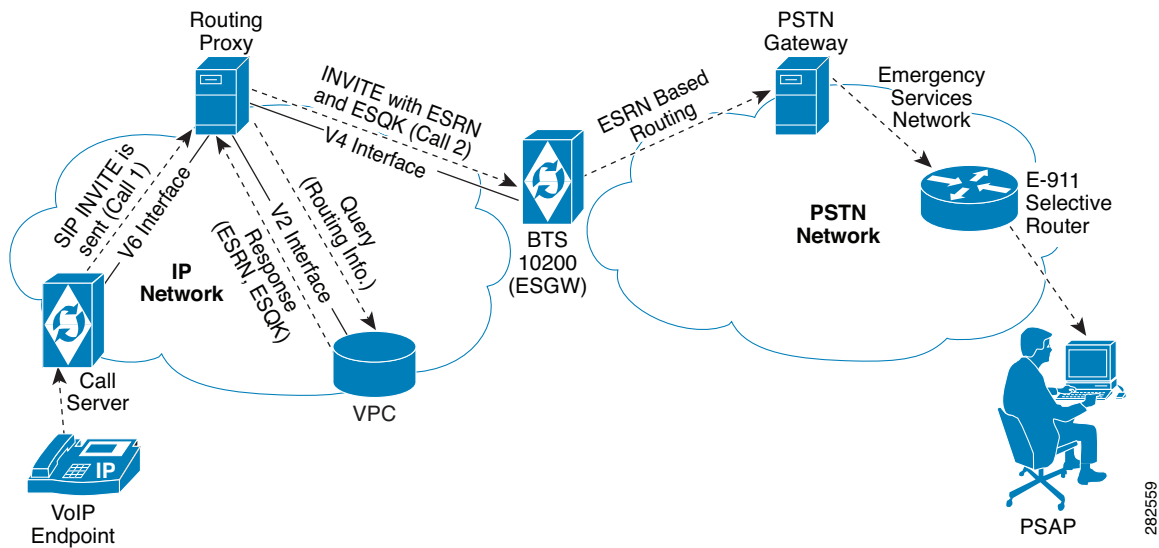 Routing
Proxy
PSTN
Gateway
INVITE with ESRN
and ESQK (Call 2)
V4 Interface
ESRN Based
Routing
Emergency
Services
Network
SIP INVITE is
sent (Call 1)
V6 Interface
Query
(Routing Info.)
V2 Interface
Response
(ESRN, ESQK)
IP
Network
BTS
10200
(ESGW)
PSTN
Network
E-911
Selective
Router
Call
Server
VPC
IP
VoIP
Endpoint
PSAP
282559